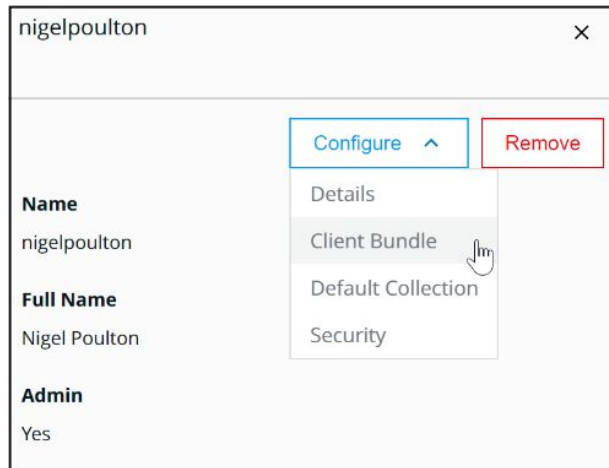 nigelpoulton
Configure Remove
Details
Client Bundle
Default Collection
Security
Name
nigelpoulton
Full Name
Nigel Poulton
Admin
Yes